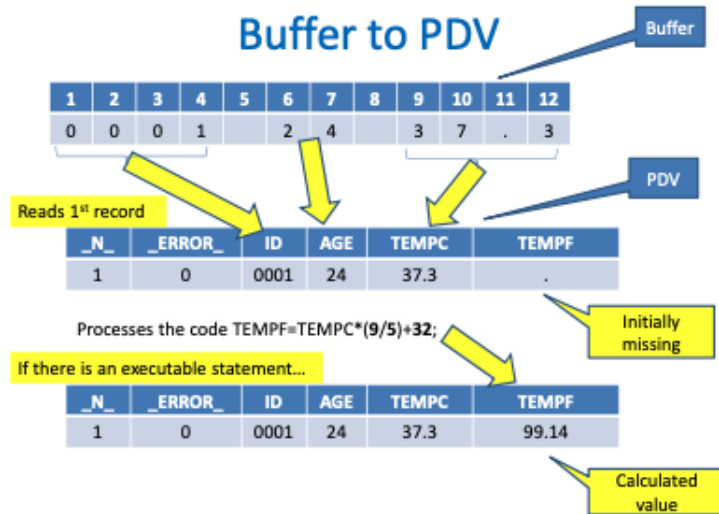 Buffer to PDV
Buffer
1 2 3 4 5 6 7 8 9 10 11 12
0 0 0 1 2 4 3 7 . 3
PDV
Reads 1st record
_N_ _ERROR_ ID AGE TEMPC TEMPF
1 0 0001 24 37.3 .
Processes the code TEMPF=TEMPC*(9/5)+32;
Initially
missing
If there is an executable statement...
_N_ _ERROR_ ID AGE TEMPC TEMPF
1 0 0001 24 37.3 99.14
Calculated
value